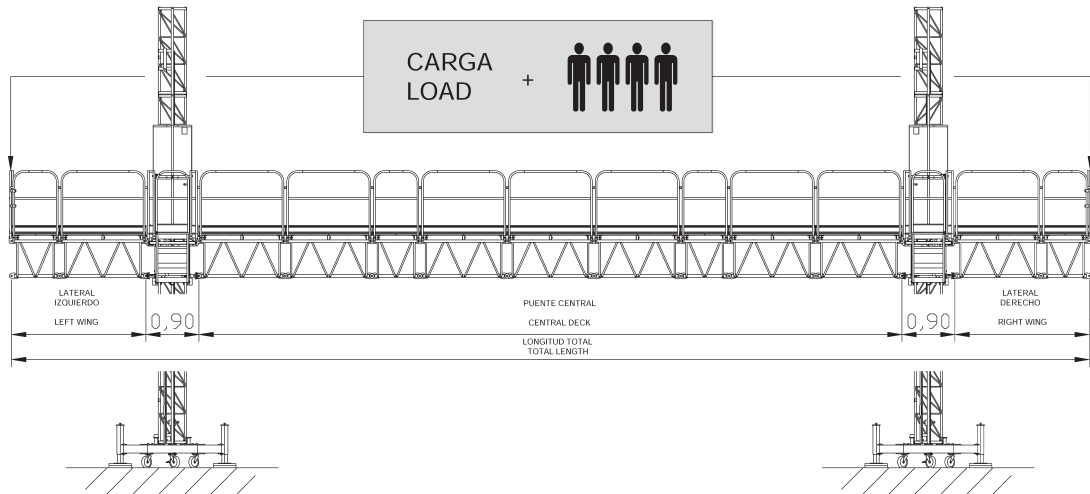 CARGA
LOAD
+
LATERAL
IZQUIERDO
LEFT WING
0,90
PUENTE CENTRAL
CENTRAL DECK
LONGITUD TOTAL
TOTAL LENGTH
0,90
LATERAL
DERECHO
RIGHT WING